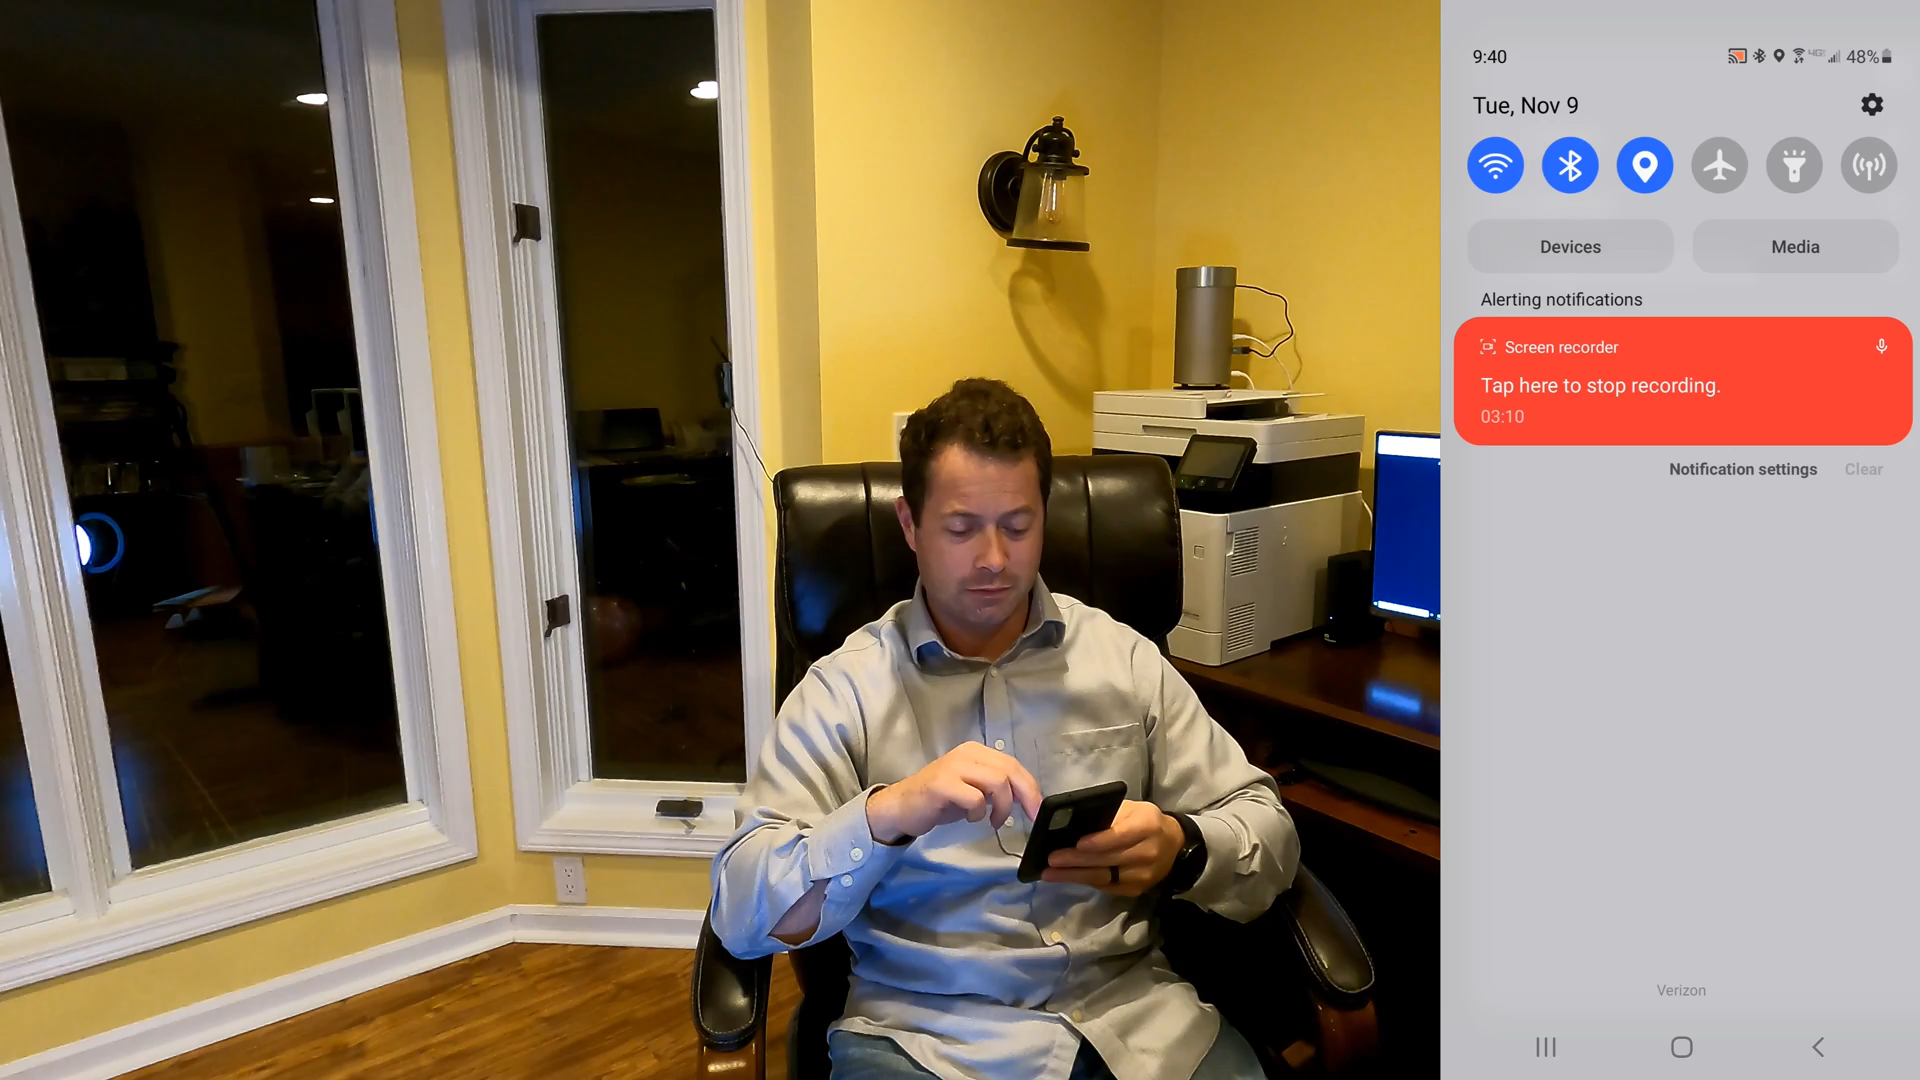 9:40
48%
Tue, Nov 9
Devices
Media
Alerting notifications
Screen recorder
Tap here to stop recording.
03:10
Notification settings
Clear
Verizon